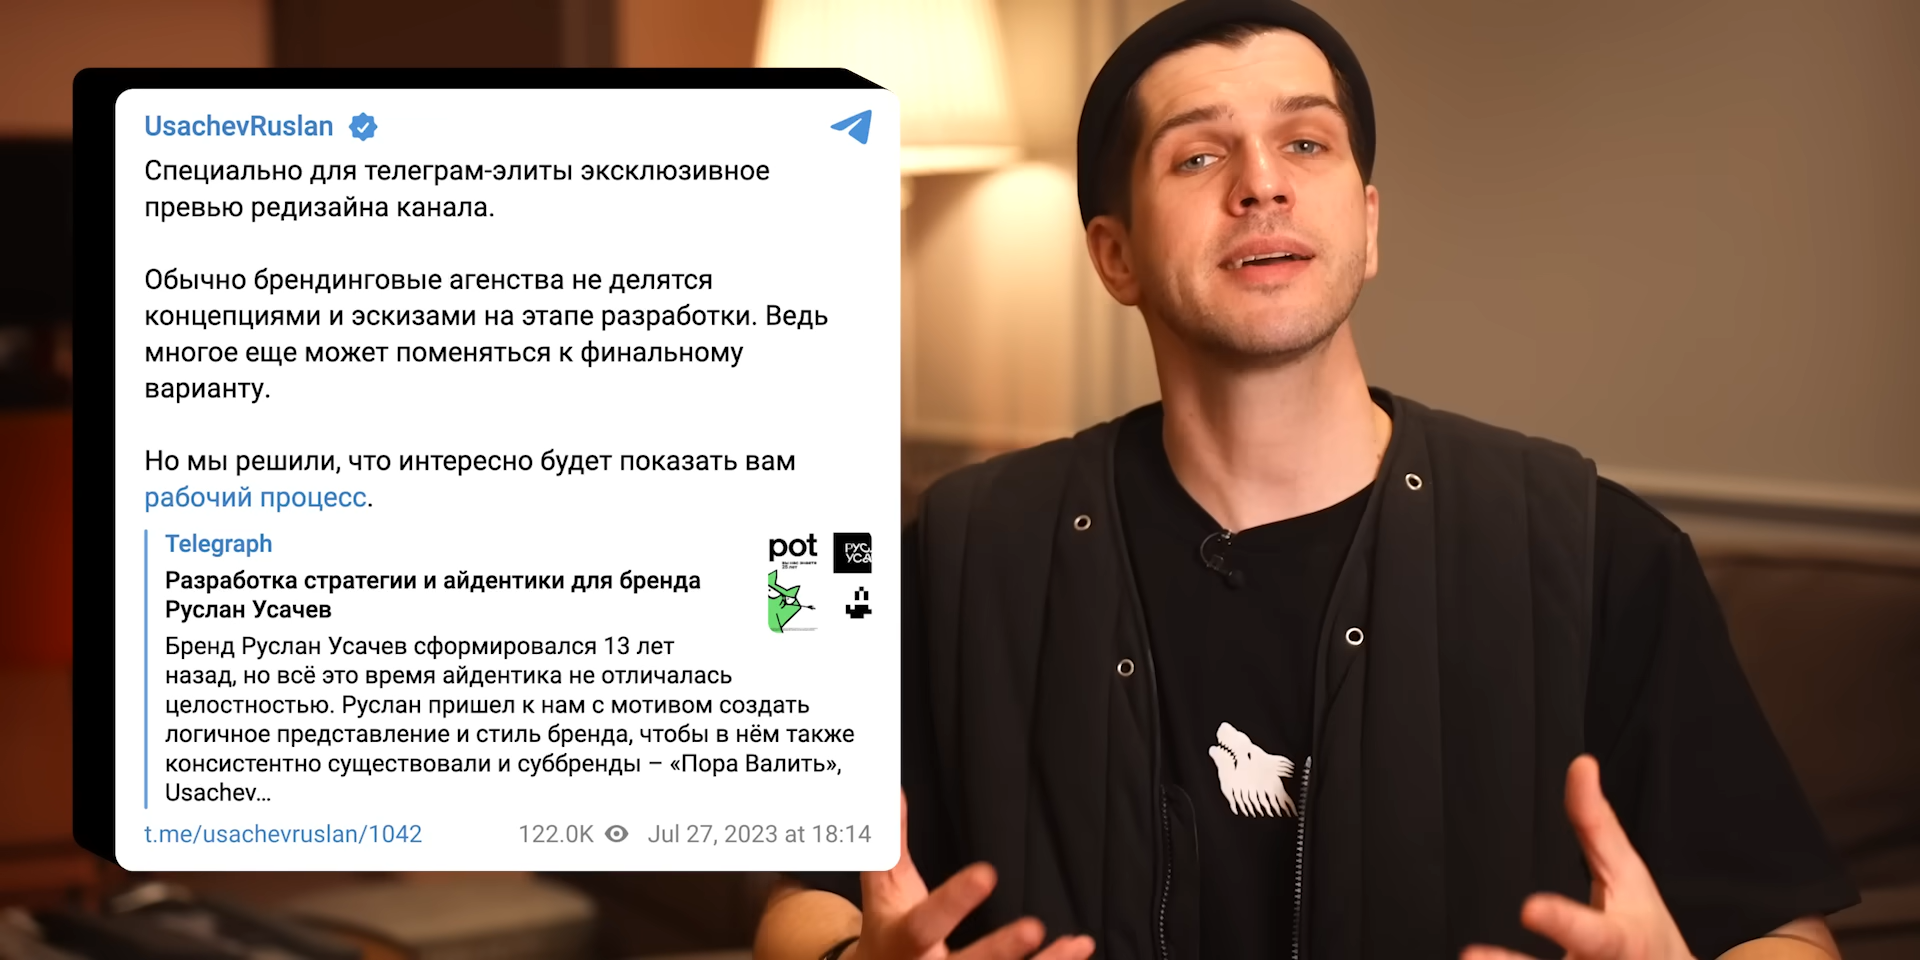 UsachevRuslan
Специально для телеграм-элиты эксклюзивное
превью редизайна канала.
Обычно брендинговые агенства не делятся
концепциями и эскизами на этапе разработки. Ведь
многое еще может поменяться к финальному
варианту.
Но мы решили, что интересно будет показать вам
рабочий процесс.
Telegraph
Разработка стратегии и айдентики для бренда
Руслан Усачев
Бренд Руслан Усачев сформировался 13 лет
назад, но всё это время айдентика не отличалась
целостностью. Руслан пришел к нам с мотивом создать
логичное представление и стиль бренда, чтобы в нём также
консистентно существовали и суббренды – «Пора Валить»,
Usachev...
pot
РУС
УСА
t.me/usachevruslan/1042
122.0K
Jul 27, 2023 at 18:14